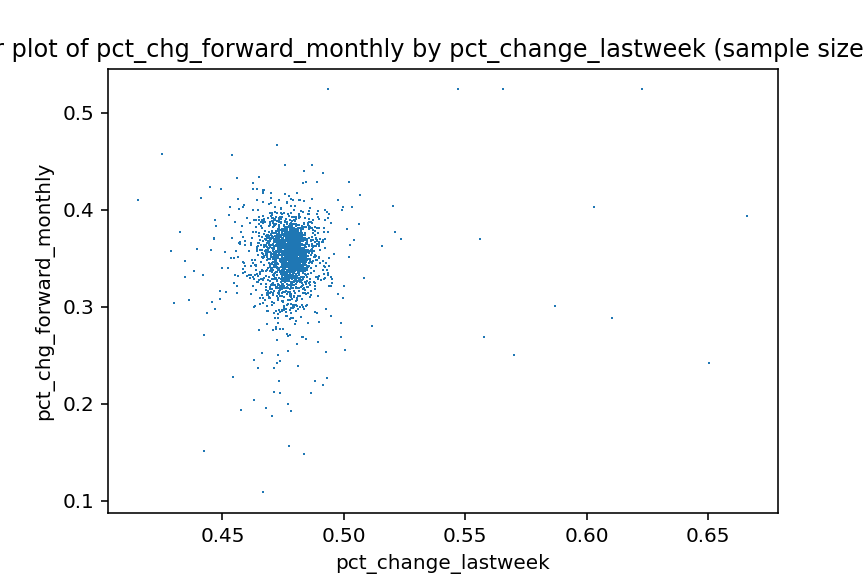 plot of pct_chg_forward_monthly by pct_change_lastweek (sample size
0.5
0.4
0.3
0.2
0.1
pct_chg_forward_monthly
0.45 0.50 0.55 0.60 0.65
pct_change_lastweek